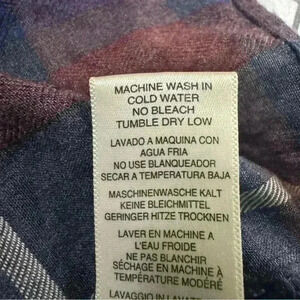 MACHINE WASH IN
COLD WATER
NO BLEACH
TUMBLE DRY LOW
LAVADO A MAQUINA CON
AGUA FRIA
NO USE BLANQUEADOR
SECAR A TEMPERATURA BAJA
MASCHINENWASCHE KALT
KEINE BLEICHMITTEL
GERINGER HITZE TROCKNEN
LAVER EN MACHINE A
L'EAU FROIDE
NE PAS BLANCHIR
SÉCHAGE EN MACHINE À
TEMPÉRATURE MODÉRÉ
LAVAGGIO IN LAVATRICE